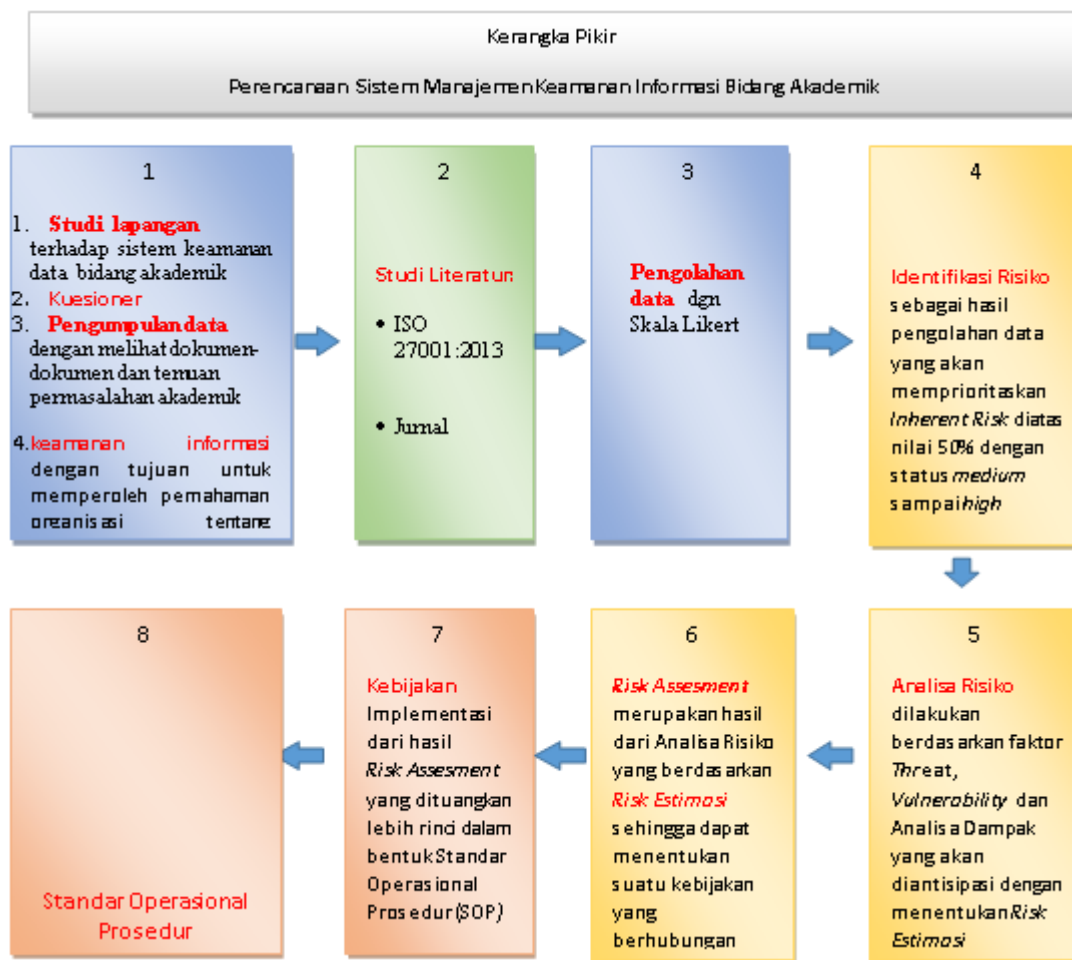 Kerangka Pikir
Perencanaan Sistem Manajemen Keamanan Informasi Bidang Akademik
1
1. Studi lapangan
terhadap sistem keamanan
data bidang akademik
2. Kuesioner
3. Pengumpulan data
dengan melihat dokumen-
dokumen dan temuan
permasalahan akademik
4. keamanan informasi
dengan tujuan untuk
memperoleh pemahaman
organisasi tentang
2
Studi Literatur:
• ISO
27001:2013
• Jurnal
3
Pengolahan
data dgn
Skala Likert
4
Identifikasi Risiko
sebagai hasil
pengolahan data
yang akan
memprioritaskan
Inherent Risk diatas
nilai 50% dengan
status medium
sampai high
5
Analisa Risiko
dilakukan
berdasarkan faktor
Threat,
Vulnerability dan
Analisa Dampak
yang akan
diantisipasi dengan
menentukan Risk
Estimasi
6
Risk Assesment
merupakan hasil
dari Analisa Risiko
yang berdasarkan
Risk Estimasi
sehingga dapat
menentukan
suatu kebijakan
yang
berhubungan
7
Kebijakan
Implementasi
dari hasil
Risk Assesment
yang dituangkan
lebih rinci dalam
bentuk Standar
Operasional
Prosedur (SOP)
8
Standar Operasional
Prosedur